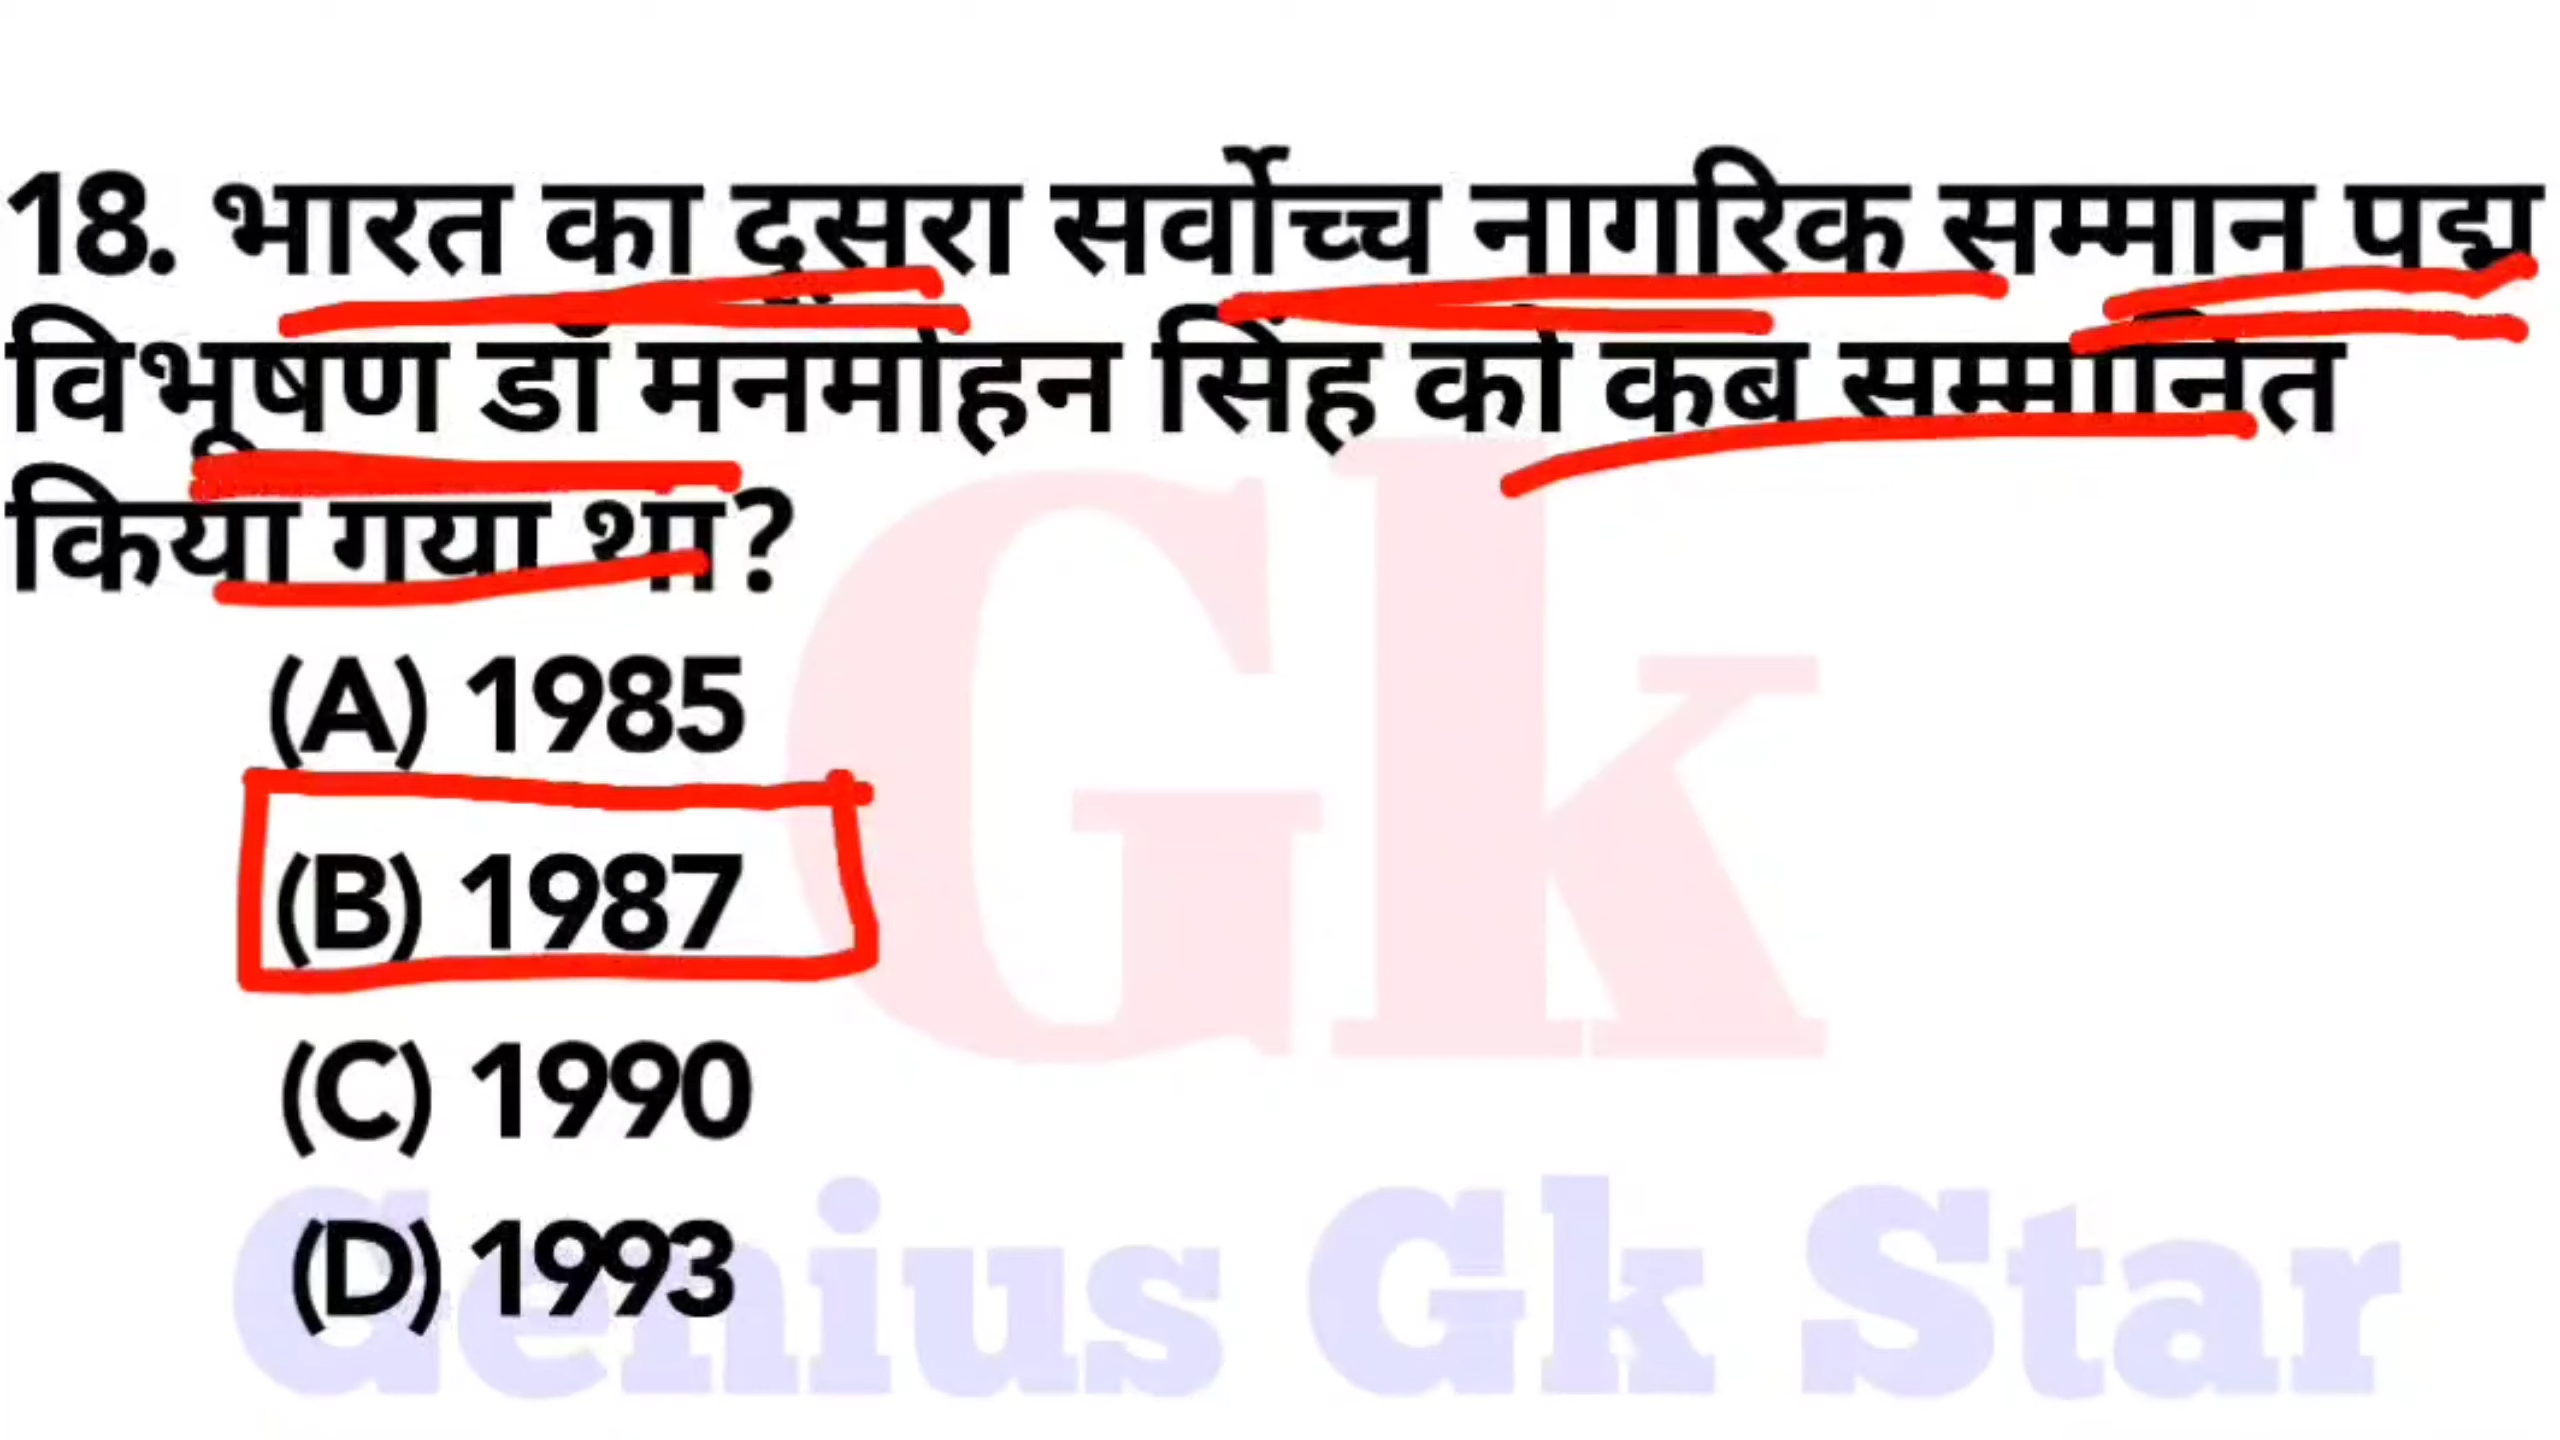 18. भारत का दूसरा सर्वोच्च नागरिक सम्मान पद्म
विभूषण डॉ मनमोहन सिंह को कब सम्मानित
किया गया था?
(A) 1985
(B) 1987
(C) 1990
(D) 1993
Gk
Genius Gk Star